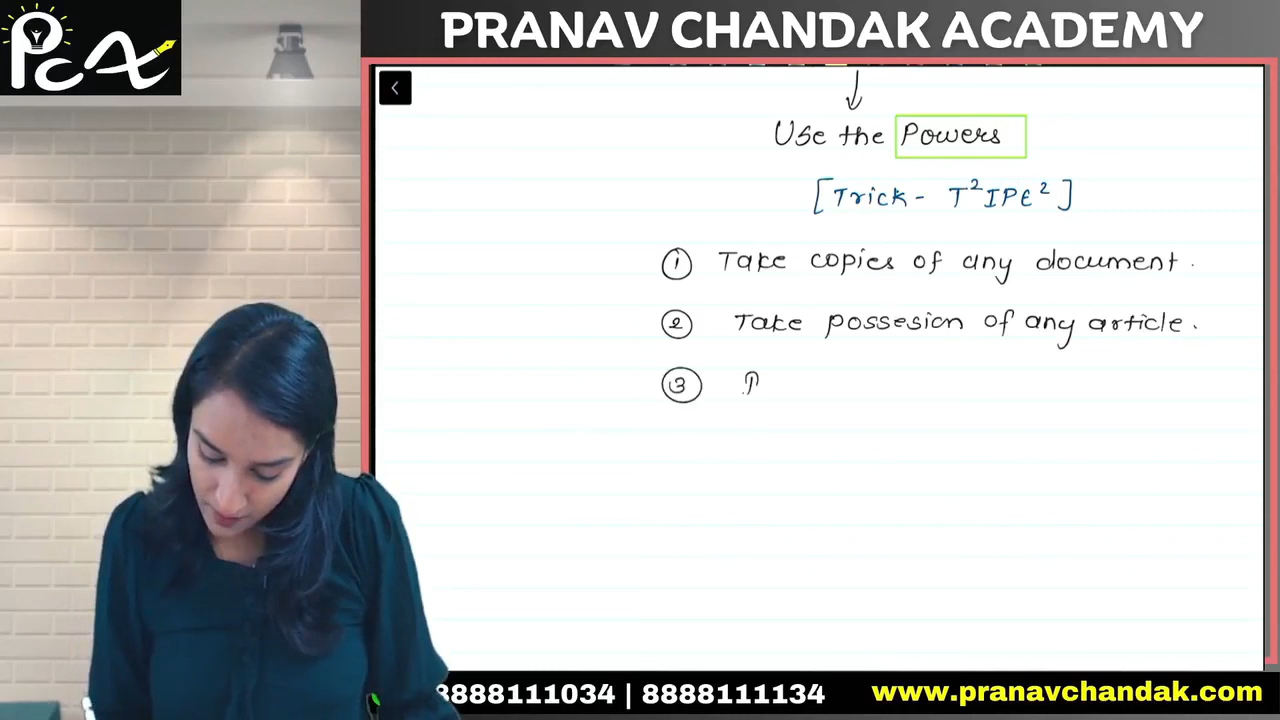 PCA
PRANAV CHANDAK ACADEMY
Use the Powers
[Trick - T²IPE²]
① Take copies of any document.
② Take possesion of any article.
③
8888111034 | 8888111134
www.pranavchandak.com